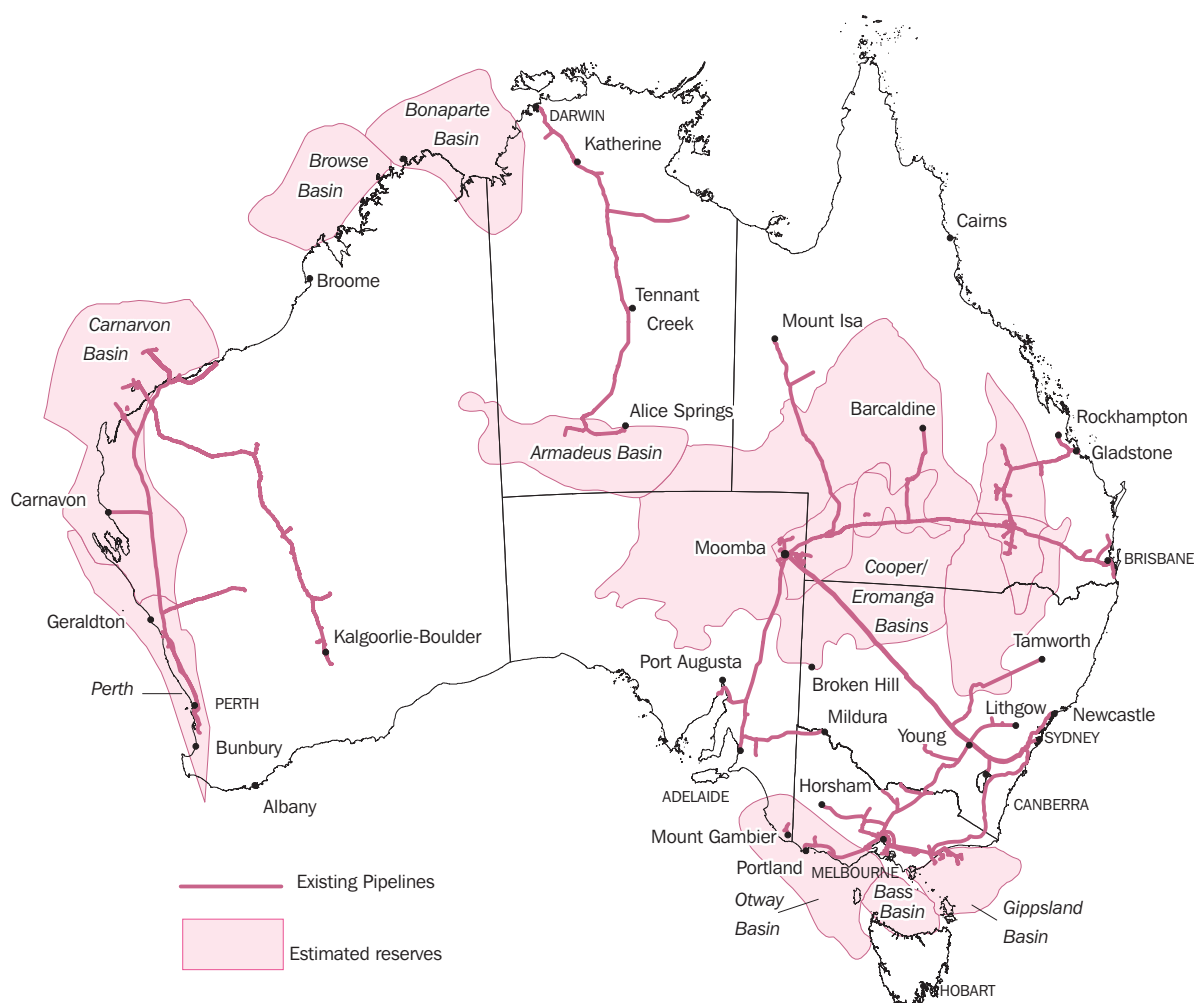 Bonaparte
Basin
DARWIN
Katherine
Browse
Basin
Cairns
Broome
Tennant
Creek
Mount Isa
Carnarvon
Basin
Alice Springs
Barcaldine
Rockhampton
Gladstone
Armadeus Basin
Carnavon
Moomba
BRISBANE
Cooper/
Eromanga
Basins
Geraldton
Kalgoorlie-Boulder
Tamworth
Port Augusta
Perth
PERTH
Broken Hill
Lithgow
Newcastle
Mildura
Young
SYDNEY
Bunbury
Horsham
ADELAIDE
CANBERRA
Albany
Mount Gambier
Portland
MELBOURNE
Existing Pipelines
Otway
Basin
Bass
Basin
Gippsland
Basin
Estimated reserves
HOBART